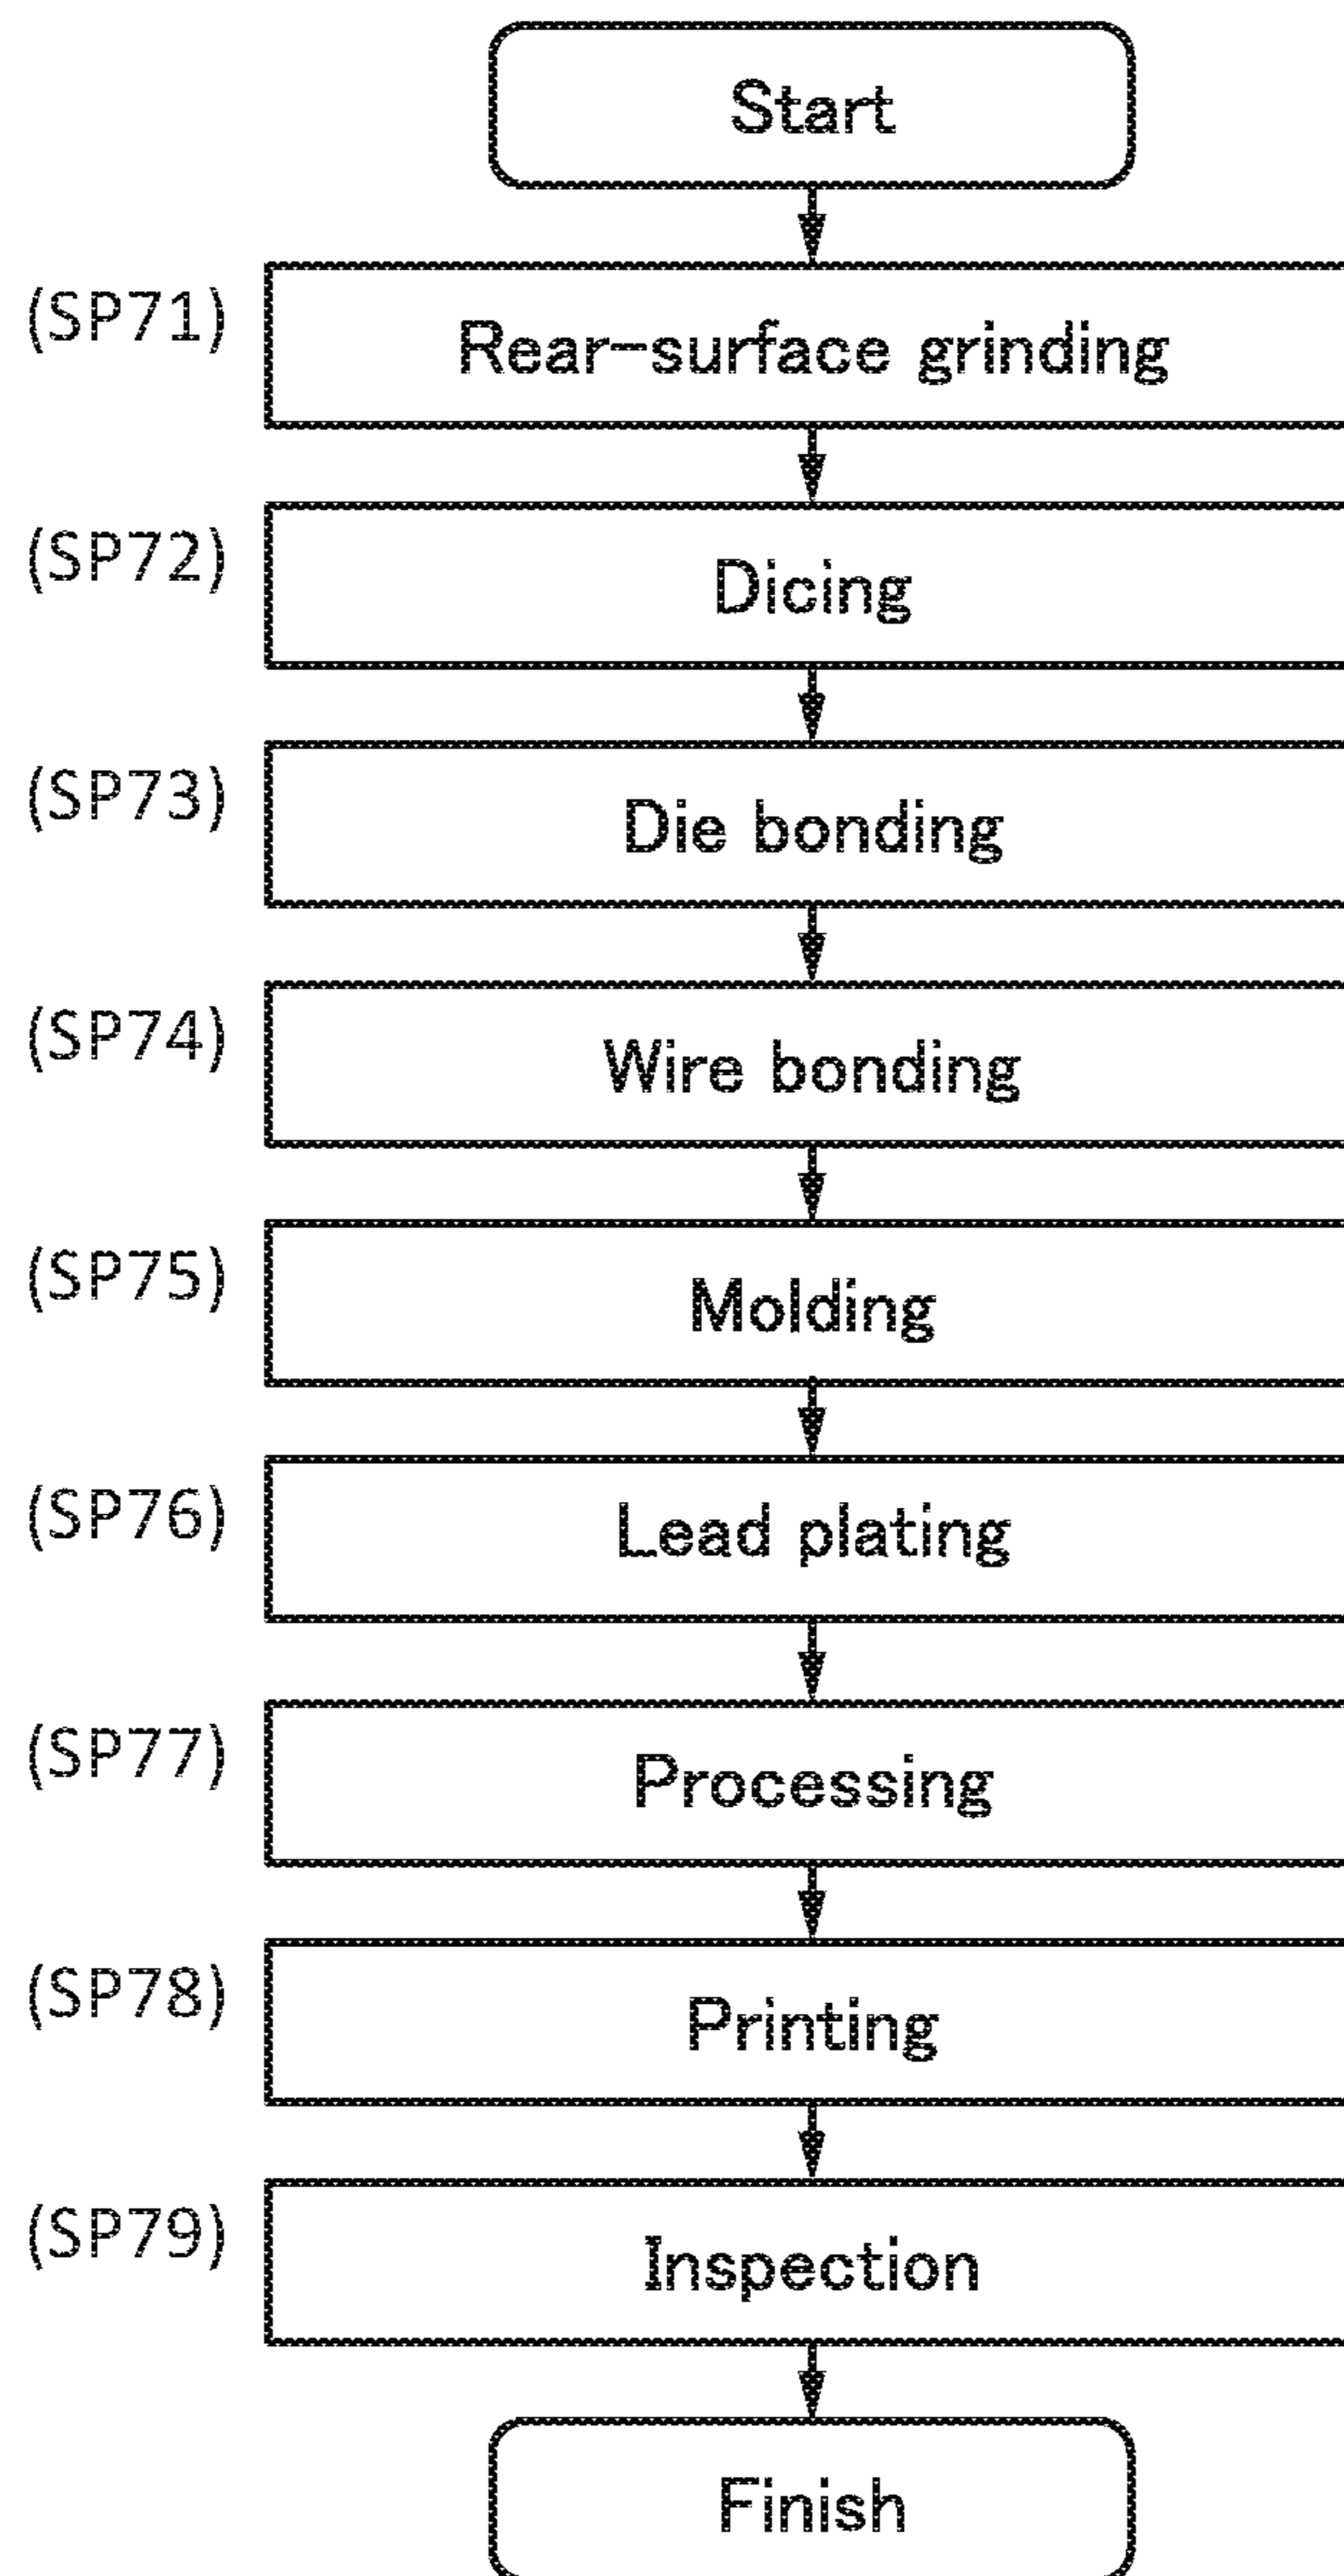 Start
(SP71) Rear-surface grinding
(SP72) Dicing
(SP73) Die bonding
(SP74) Wire bonding
(SP75) Molding
(SP76) Lead plating
(SP77) Processing
(SP78) Printing
(SP79) Inspection
Finish